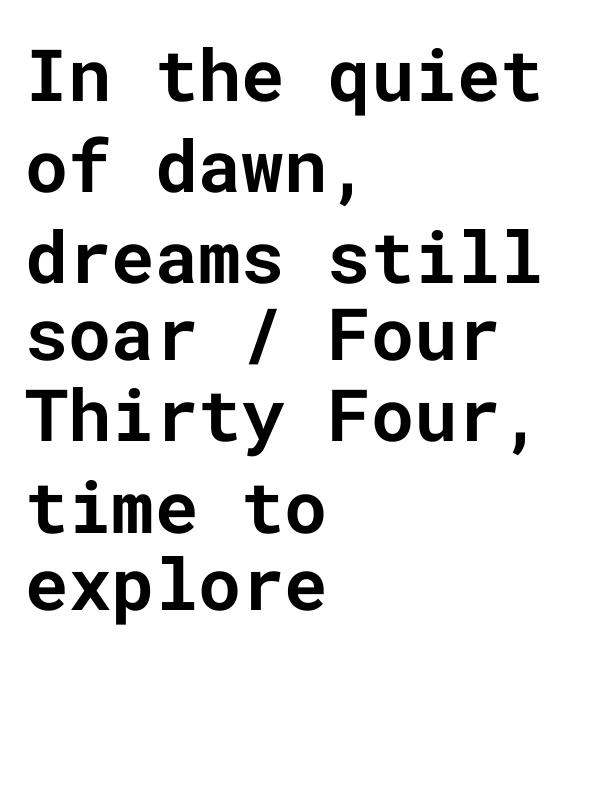 In the quiet
of dawn,
dreams still
soar / Four
Thirty Four,
time to
explore